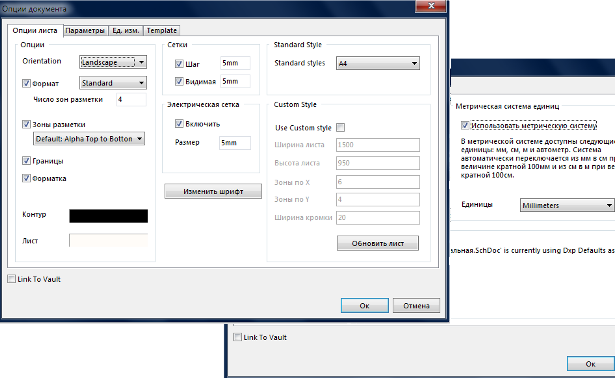 Опции документа
Опции листа
Параметры
Ед. изм.
Template
Опции
Orientation
Landscape
Формат
Standard
Число зон разметки
4
Зоны разметки
Default: Alpha Top to Botton
Границы
Форматка
Контур
Лист
Сетки
Шаг
5mm
Видимая
5mm
Электрическая сетка
Включить
Размер
5mm
Изменить шрифт
Standard Style
Standard styles
A4
Custom Style
Use Custom style
Ширина листа
1500
Высота листа
950
Зоны по X
6
Зоны по Y
4
Ширина кромки
20
Обновить лист
Link To Vault
Ок
Отмена
Метрическая система единиц
Использовать метрическую систему
В метрической системе доступны следующие
единицы: мм, см, м и автометр. Система
автоматически переключается из мм в см пр
величине кратной 100мм и из см в м при ве
кратной 100см.
Единицы
Millimeters
альная.SchDoc' is currently using Dxp Defaults as
Link To Vault
Ок